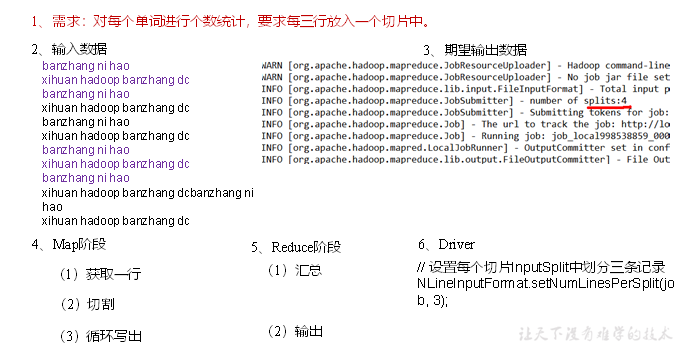 1、需求：对每个单词进行个数统计，要求每三行放入一个切片中。
2、输入数据
banzhang ni hao
xihuan hadoop banzhang dc
banzhang ni hao
xihuan hadoop banzhang dc
banzhang ni hao
xihuan hadoop banzhang dc
banzhang ni hao
xihuan hadoop banzhang dc
banzhang ni hao
xihuan hadoop banzhang dcbanzhang ni
hao
xihuan hadoop banzhang dc
3、期望输出数据
WARN [org.apache.hadoop.mapreduce.JobResourceUploader] - Hadoop command-line
WARN [org.apache.hadoop.mapreduce.JobResourceUploader] - No job jar file set
INFO [org.apache.hadoop.mapreduce.lib.input.FileInputFormat] - Total input p
INFO [org.apache.hadoop.mapreduce.JobSubmitter] - number of splits:4
INFO [org.apache.hadoop.mapreduce.JobSubmitter] - Submitting tokens for job:
INFO [org.apache.hadoop.mapreduce.Job] - The url to track the job: http://lo
INFO [org.apache.hadoop.mapreduce.Job] - Running job: job_local998538859_000
INFO [org.apache.hadoop.mapred.LocalJobRunner] - OutputCommitter set in conf
INFO [org.apache.hadoop.mapreduce.lib.output.FileOutputCommitter] - File Out
4、Map阶段
（1）获取一行
（2）切割
（3）循环写出
5、Reduce阶段
（1）汇总
（2）输出
6、Driver
// 设置每个切片InputSplit中划分三条记录
NLineInputFormat.setNumLinesPerSplit(jo
b, 3);
让天下没有难学的技术